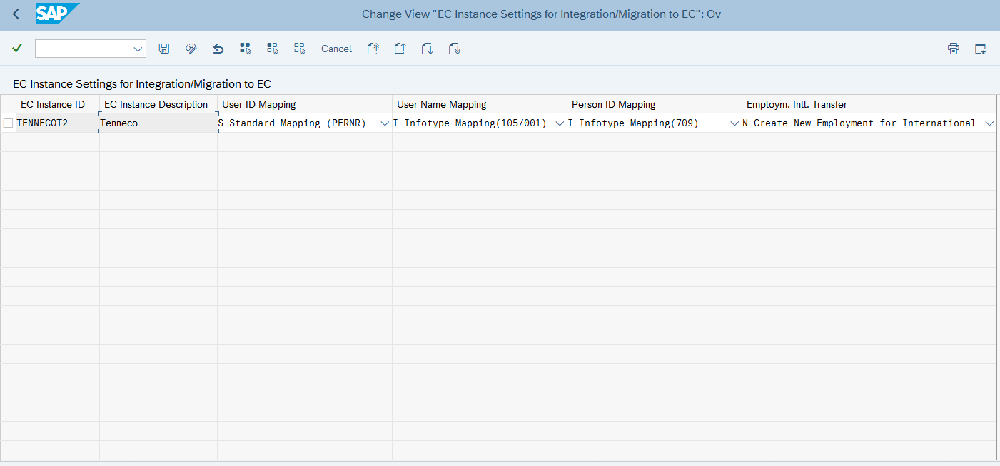 SAP
Change View "EC Instance Settings for Integration/Migration to EC": Ov
Cancel
EC Instance Settings for Integration/Migration to EC
EC Instance ID EC Instance Description User ID Mapping User Name Mapping Person ID Mapping Employm. Intl. Transfer
TENNECOT2 Tenneco S Standard Mapping (PERNR) I Infotype Mapping(105/001) I Infotype Mapping(709) N Create New Employment for International…